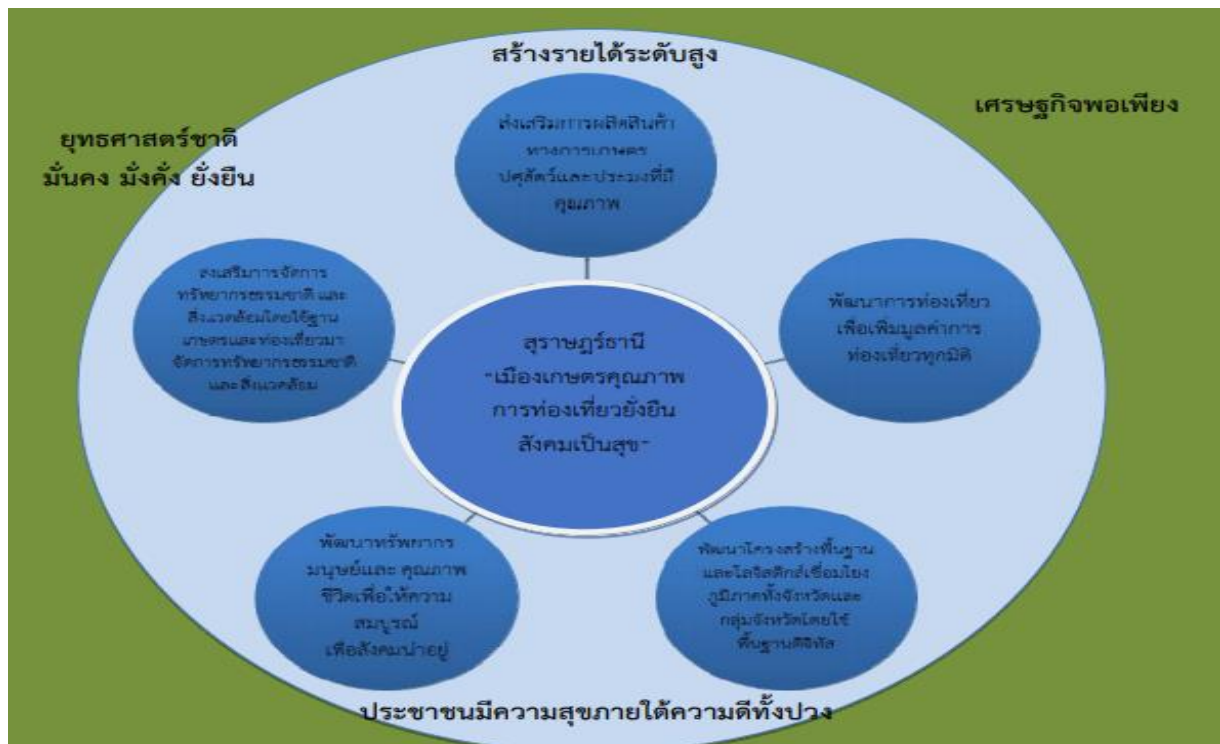 สร้างรายได้ระดับสูง
เศรษฐกิจพอเพียง
ยุทธศาสตร์ชาติ
มั่นคง มั่งคั่ง ยั่งยืน
ส่งเสริมการผลิตสินค้า
ทางการเกษตร
ปศุสัตว์และประมงที่มี
คุณภาพ
ส่งเสริมการจัดการ
ทรัพยากรธรรมชาติ และ
สิ่งแวดล้อมโดยใช้ฐาน
เกษตรและท่องเที่ยวมา
จัดการทรัพยากรธรรมชาติ
และสิ่งแวดล้อม
พัฒนาการท่องเที่ยว
เพื่อเพิ่มมูลค่าการ
ท่องเที่ยวทุกมิติ
สุราษฎร์ธานี
"เมืองเกษตรคุณภาพ
การท่องเที่ยวยั่งยืน
สังคมเป็นสุข"
พัฒนาทรัพยากร
มนุษย์และ คุณภาพ
ชีวิตเพื่อให้ความ
สมบูรณ์
เพื่อสังคมน่าอยู่
พัฒนาโครงสร้างพื้นฐาน
และโลจิสติกส์เชื่อมโยง
ภูมิภาคทั้งจังหวัดและ
กลุ่มจังหวัดโดยใช้
พื้นฐานดิจิทัล
ประชาชนมีความสุขภายใต้ความดีทั้งปวง